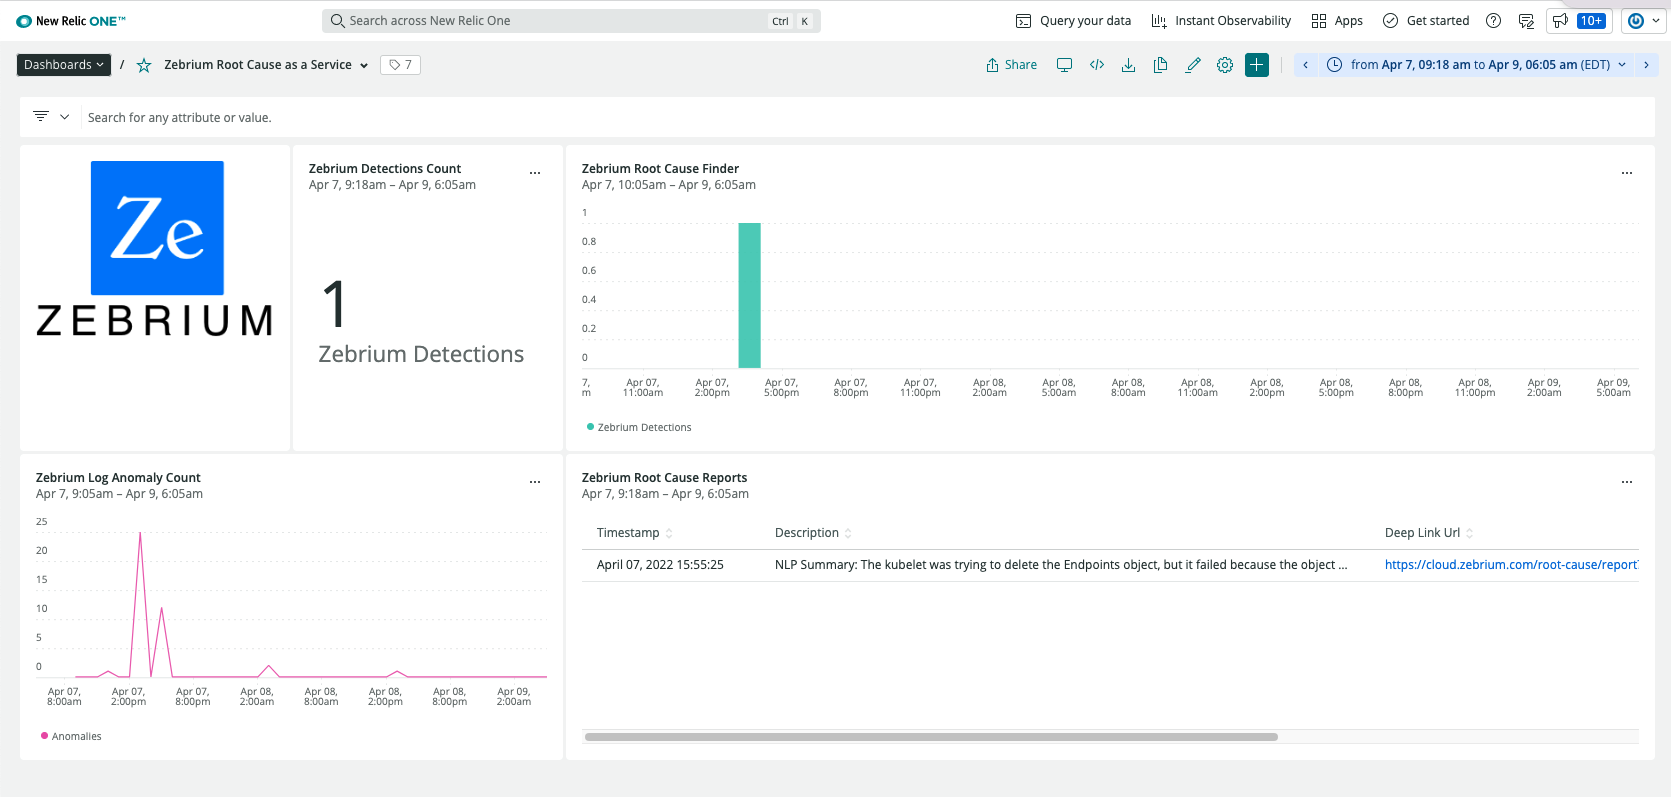 New Relic ONE™
Search across New Relic One
Ctrl K
Query your data
Instant Observability
Apps
Get started
10+
Dashboards / Zebrium Root Cause as a Service 7
Share
from Apr 7, 09:18 am to Apr 9, 06:05 am (EDT)
Search for any attribute or value.
Ze
ZEBRIUM
Zebrium Detections Count
Apr 7, 9:18am – Apr 9, 6:05am
1
Zebrium Detections
Zebrium Root Cause Finder
Apr 7, 10:05am – Apr 9, 6:05am
1
0.8
0.6
0.4
0.2
0
7, Apr 07, Apr 07, Apr 07, Apr 07, Apr 07, Apr 08, Apr 08, Apr 08, Apr 08, Apr 08, Apr 08, Apr 08, Apr 08, Apr 09, Apr 09,
m 11:00am 2:00pm 5:00pm 8:00pm 11:00pm 2:00am 5:00am 8:00am 11:00am 2:00pm 5:00pm 8:00pm 11:00pm 2:00am 5:00am
Zebrium Detections
Zebrium Log Anomaly Count
Apr 7, 9:05am – Apr 9, 6:05am
25
20
15
10
5
0
Apr 07, Apr 07, Apr 07, Apr 08, Apr 08, Apr 08, Apr 08, Apr 09,
8:00am 2:00pm 8:00pm 2:00am 8:00am 2:00pm 8:00pm 2:00am
Anomalies
Zebrium Root Cause Reports
Apr 7, 9:18am – Apr 9, 6:05am
Timestamp Description Deep Link Url
April 07, 2022 15:55:25 NLP Summary: The kubelet was trying to delete the Endpoints object, but it failed because the object ... https://cloud.zebrium.com/root-cause/report